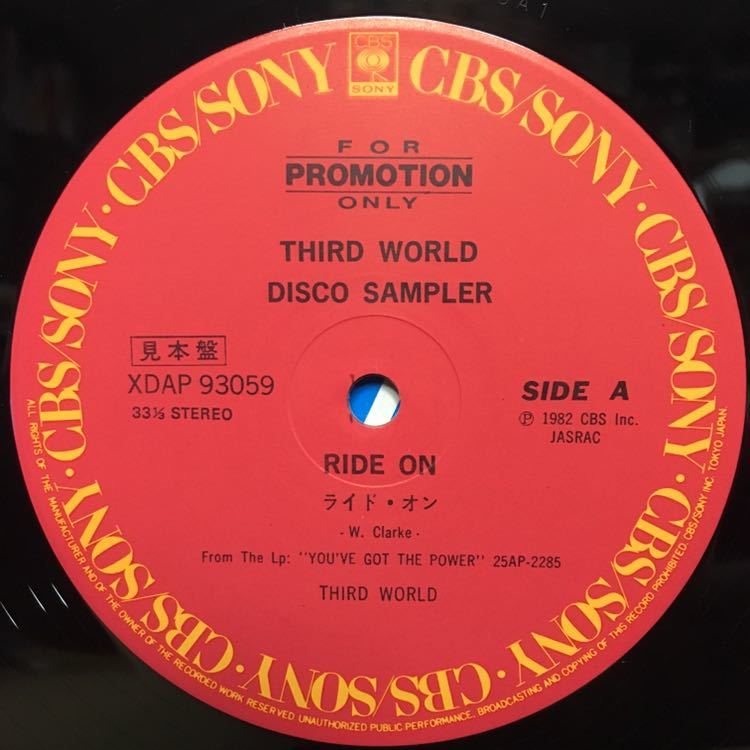 CBS/SONY · CBS/SONY · CBS/SONY · CBS/SONY · CBS/SONY · CBS/SONY · CBS/SONY · CBS/SONY
CBS
SONY
FOR
PROMOTION
ONLY
THIRD WORLD
DISCO SAMPLER
見本盤
XDAP 93059
33⅓ STEREO
SIDE A
Ⓟ 1982 CBS Inc.
JASRAC
RIDE ON
ライド・オン
- W. Clarke -
From The Lp: "YOU'VE GOT THE POWER" 25AP-2285
THIRD WORLD
ALL RIGHTS OF THE MANUFACTURER AND OF THE OWNER OF THE RECORDED WORK RESERVED UNAUTHORIZED PUBLIC PERFORMANCE, BROADCASTING AND COPYING OF THIS RECORD PROHIBITED. CBS/SONY INC. TOKYO JAPAN.